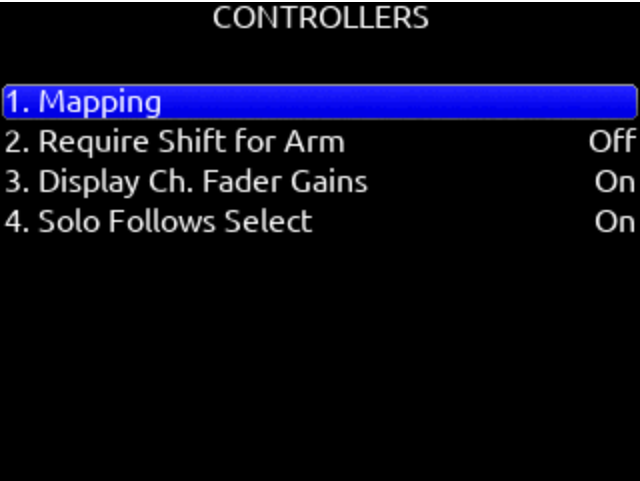 CONTROLLERS
1. Mapping
2. Require Shift for Arm Off
3. Display Ch. Fader Gains On
4. Solo Follows Select On